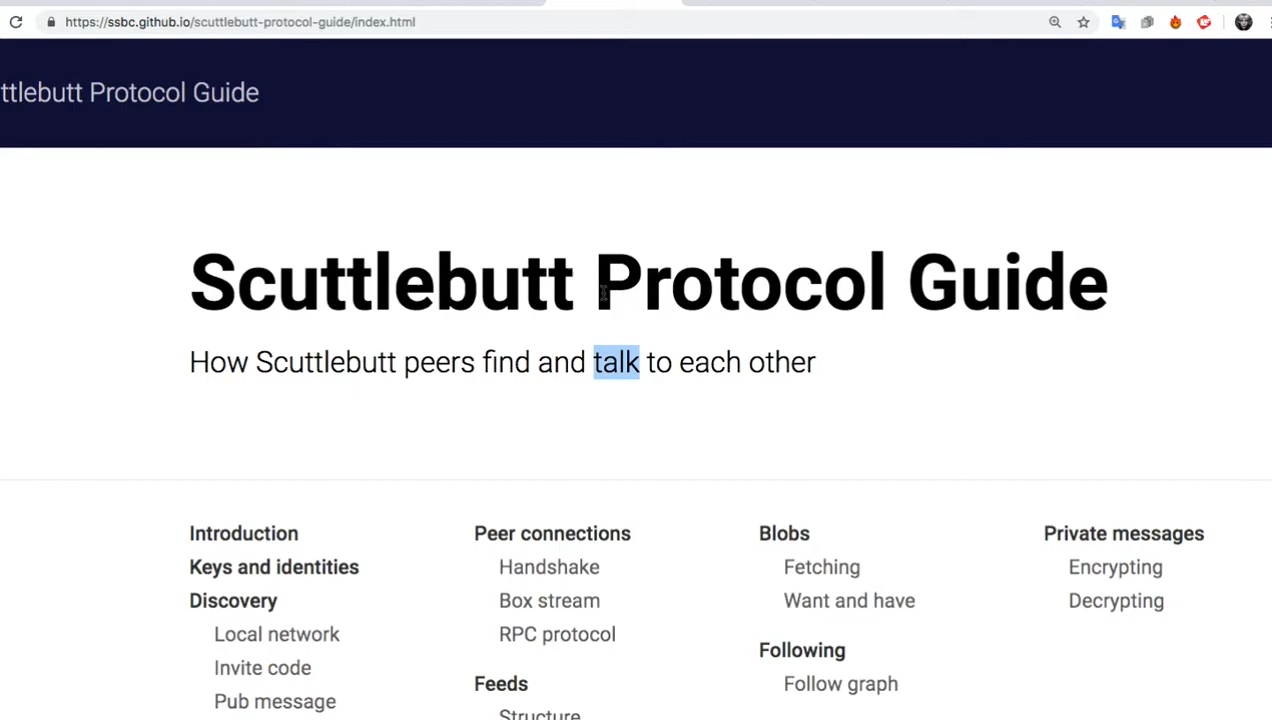 https://ssbc.github.io/scuttlebutt-protocol-guide/index.html
ttlebutt Protocol Guide
Scuttlebutt Protocol Guide
How Scuttlebutt peers find and talk to each other
Introduction
Keys and identities
Discovery
Local network
Invite code
Pub message
Peer connections
Handshake
Box stream
RPC protocol
Feeds
Structure
Blobs
Fetching
Want and have
Following
Follow graph
Private messages
Encrypting
Decrypting